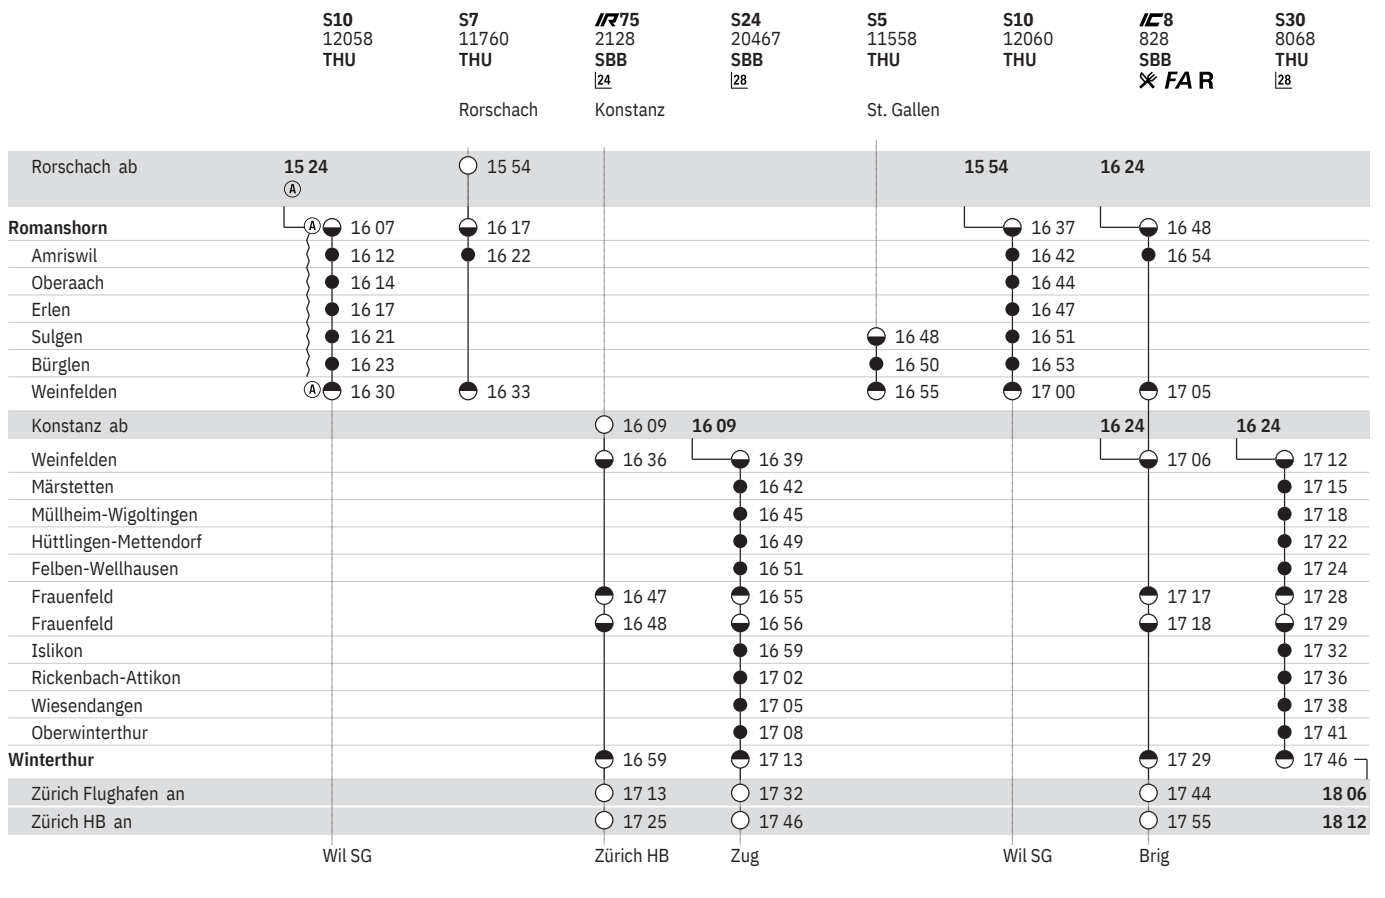 S10 S7 IR75 S24 S5 S10 IC8 S30
12058 11760 2128 20467 11558 12060 828 8068
THU THU SBB SBB THU THU SBB THU
24 28 FA R 28
Rorschach Konstanz St. Gallen
Rorschach ab 15 24 15 54 15 54 16 24
A
Romanshorn A 16 07 16 17 16 37 16 48
Amriswil 16 12 16 22 16 42 16 54
Oberaach 16 14 16 44
Erlen 16 17 16 47
Sulgen 16 21 16 48 16 51
Bürglen 16 23 16 50 16 53
Weinfelden A 16 30 16 33 16 55 17 00 17 05
Konstanz ab 16 09 16 09 16 24 16 24
Weinfelden 16 36 16 39 17 06 17 12
Märstetten 16 42 17 15
Müllheim-Wigoltingen 16 45 17 18
Hüttlingen-Mettendorf 16 49 17 22
Felben-Wellhausen 16 51 17 24
Frauenfeld 16 47 16 55 17 17 17 28
Frauenfeld 16 48 16 56 17 18 17 29
Islikon 16 59 17 32
Rickenbach-Attikon 17 02 17 36
Wiesendangen 17 05 17 38
Oberwinterthur 17 08 17 41
Winterthur 16 59 17 13 17 29 17 46
Zürich Flughafen an 17 13 17 32 17 44 18 06
Zürich HB an 17 25 17 46 17 55 18 12
Wil SG Zürich HB Zug Wil SG Brig